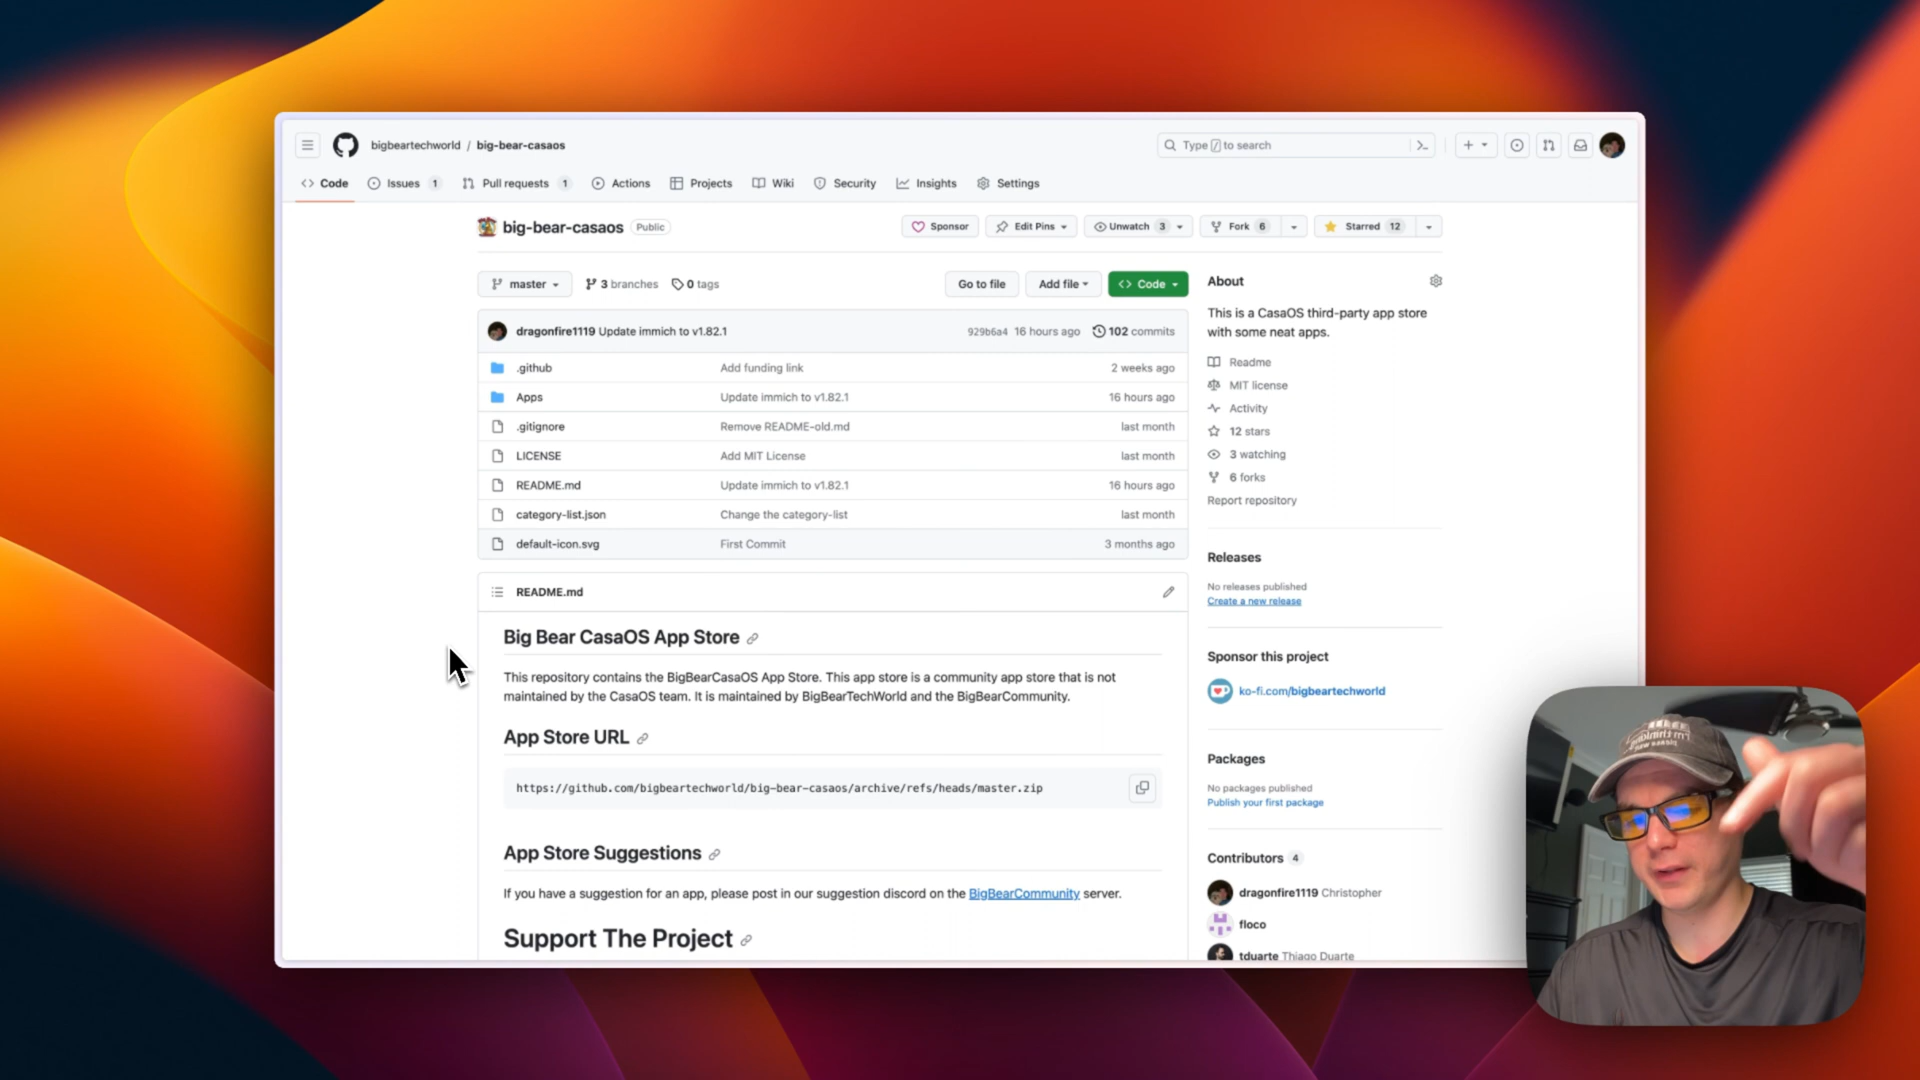 bigbeartechworld / big-bear-casaos
Type / to search
Code
Issues 1
Pull requests 1
Actions
Projects
Wiki
Security
Insights
Settings
big-bear-casaos Public
Sponsor
Edit Pins
Unwatch 3
Fork 6
Starred 12
master
3 branches
0 tags
Go to file
Add file
Code
dragonfire1119 Update immich to v1.82.1 929b6a4 16 hours ago 102 commits
.github Add funding link 2 weeks ago
Apps Update immich to v1.82.1 16 hours ago
.gitignore Remove README-old.md last month
LICENSE Add MIT License last month
README.md Update immich to v1.82.1 16 hours ago
category-list.json Change the category-list last month
default-icon.svg First Commit 3 months ago
README.md
Big Bear CasaOS App Store
This repository contains the BigBearCasaOS App Store. This app store is a community app store that is not
maintained by the CasaOS team. It is maintained by BigBearTechWorld and the BigBearCommunity.
App Store URL
https://github.com/bigbeartechworld/big-bear-casaos/archive/refs/heads/master.zip
App Store Suggestions
If you have a suggestion for an app, please post in our suggestion discord on the BigBearCommunity server.
Support The Project
About
This is a CasaOS third-party app store
with some neat apps.
Readme
MIT license
Activity
12 stars
3 watching
6 forks
Report repository
Releases
No releases published
Create a new release
Sponsor this project
ko-fi.com/bigbeartechworld
Packages
No packages published
Publish your first package
Contributors 4
dragonfire1119 Christopher
floco
tduarte Thiago Duarte